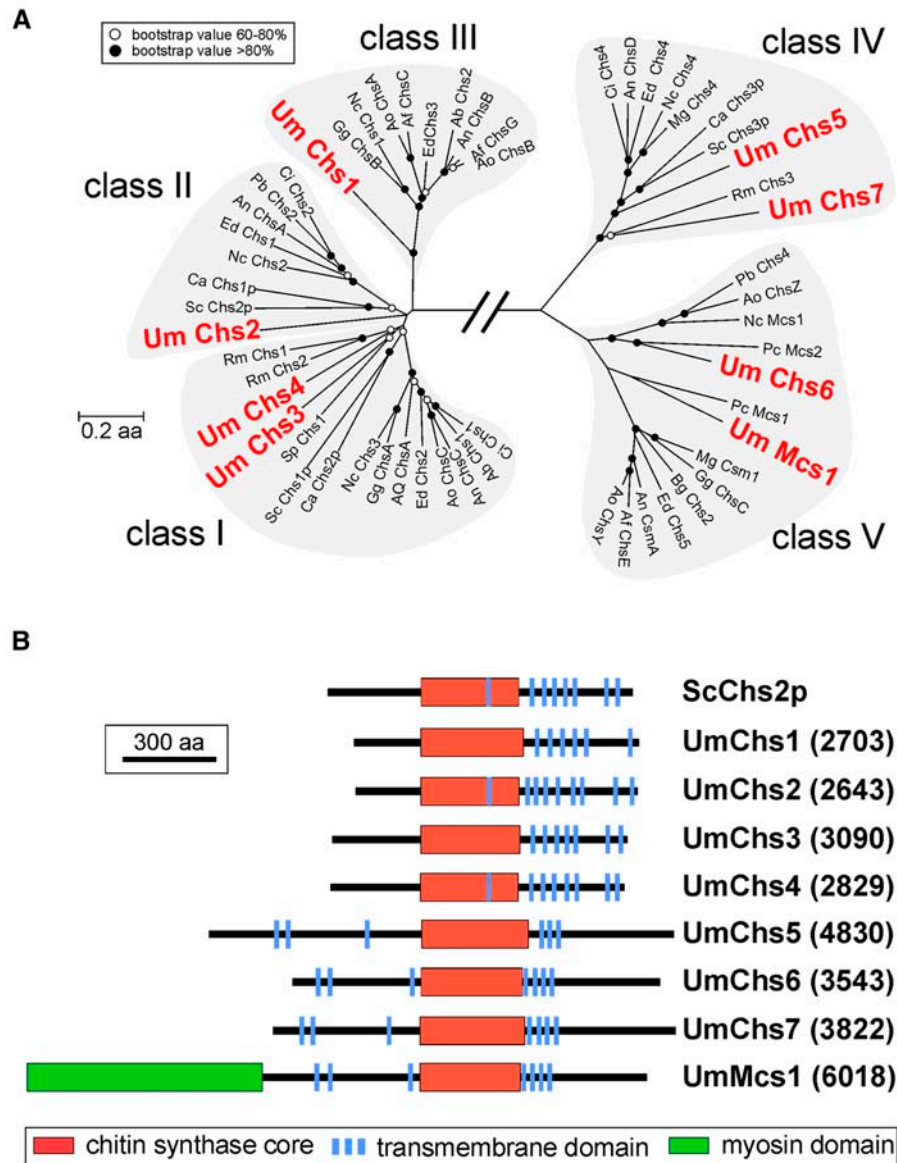 A
bootstrap value 60-80%
bootstrap value >80%
class III
class IV
class II
class I
class V
Um Chs1
Gg ChsB
Nc Chs1
Ao ChsA
Af ChsC
EdChs3
Ab Chs2
An ChsB
Af ChsG
Ao ChsB
Ci Chs2
Pb Chs2
An ChsA
Ed Chs1
Nc Chs2
Ca Chs1p
Sc Chs2p
Um Chs2
Rm Chs1
Rm Chs2
Um Chs4
Um Chs3
Sp Chs1
Sc Chs1p
Ca Chs2p
Nc Chs3
Gg ChsA
AQ ChsA
Ed Chs2
Ao ChsC
An ChsC
Ab Chs1
Ci Chs1
0.2 aa
Ci Chs4
An ChsD
Ed Chs4
Nc Chs4
Mg Chs4
Ca Chs3p
Sc Chs3p
Um Chs5
Rm Chs3
Um Chs7
Pb Chs4
Ao ChsZ
Nc Mcs1
Pc Mcs2
Um Chs6
Pc Mcs1
Um Mcs1
Mg Csm1
Gg ChsC
Bg Chs2
Ed Chs5
An CsmA
Af ChsE
Ao ChsY
B
300 aa
ScChs2p
UmChs1 (2703)
UmChs2 (2643)
UmChs3 (3090)
UmChs4 (2829)
UmChs5 (4830)
UmChs6 (3543)
UmChs7 (3822)
UmMcs1 (6018)
chitin synthase core transmembrane domain myosin domain